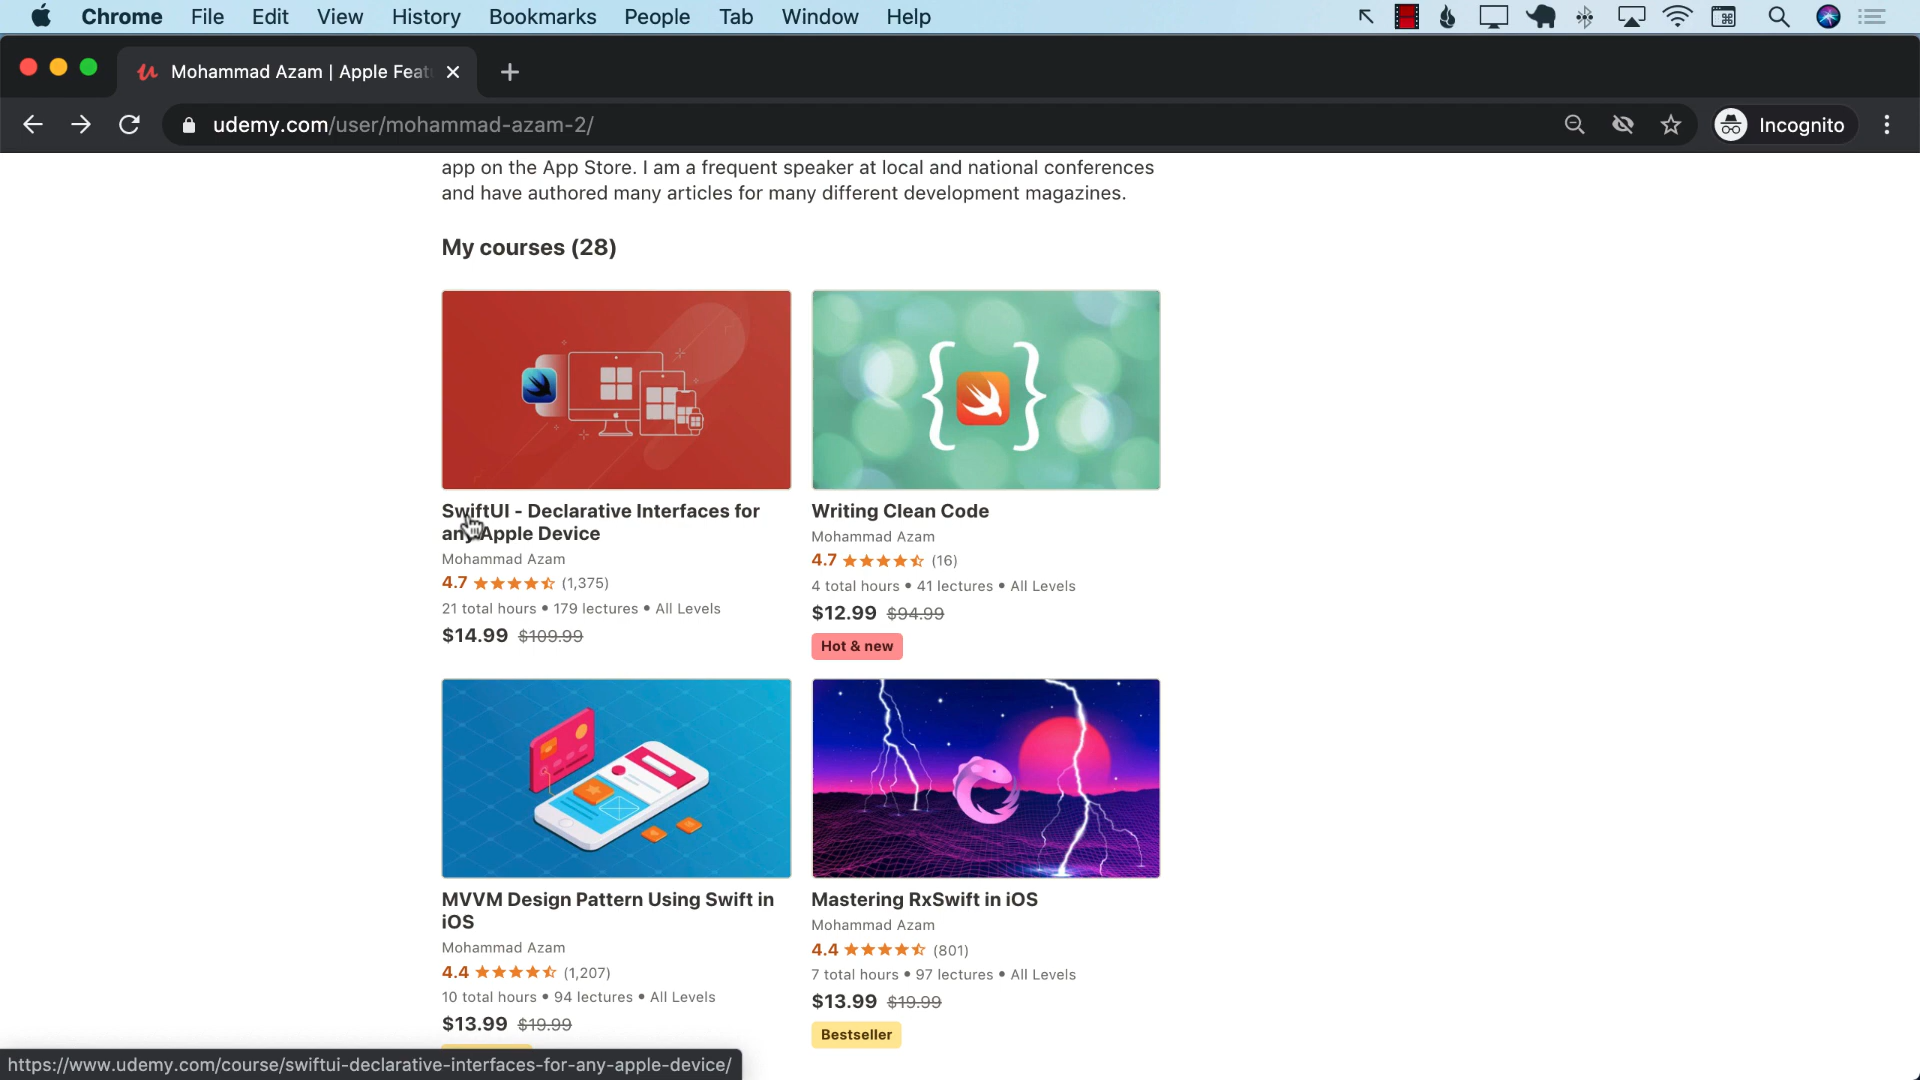 Chrome File Edit View History Bookmarks People Tab Window Help
Mohammad Azam | Apple Feat
udemy.com/user/mohammad-azam-2/
Incognito
app on the App Store. I am a frequent speaker at local and national conferences
and have authored many articles for many different development magazines.
My courses (28)
SwiftUI - Declarative Interfaces for
any Apple Device
Mohammad Azam
4.7 (1,375)
21 total hours • 179 lectures • All Levels
$14.99 $109.99
Writing Clean Code
Mohammad Azam
4.7 (16)
4 total hours • 41 lectures • All Levels
$12.99 $94.99
Hot & new
MVVM Design Pattern Using Swift in
iOS
Mohammad Azam
4.4 (1,207)
10 total hours • 94 lectures • All Levels
$13.99 $19.99
Mastering RxSwift in iOS
Mohammad Azam
4.4 (801)
7 total hours • 97 lectures • All Levels
$13.99 $19.99
Bestseller
https://www.udemy.com/course/swiftui-declarative-interfaces-for-any-apple-device/